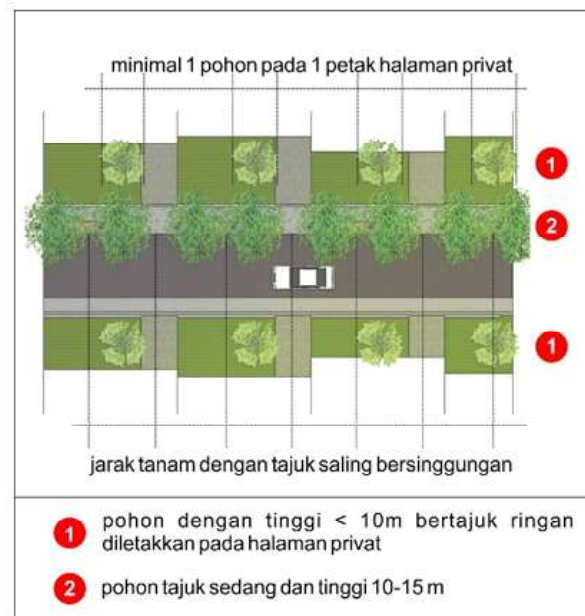 minimal 1 pohon pada 1 petak halaman privat
1
2
1
jarak tanam dengan tajuk saling bersinggungan
1 pohon dengan tinggi < 10m bertajuk ringan
diletakkan pada halaman privat
2 pohon tajuk sedang dan tinggi 10-15 m